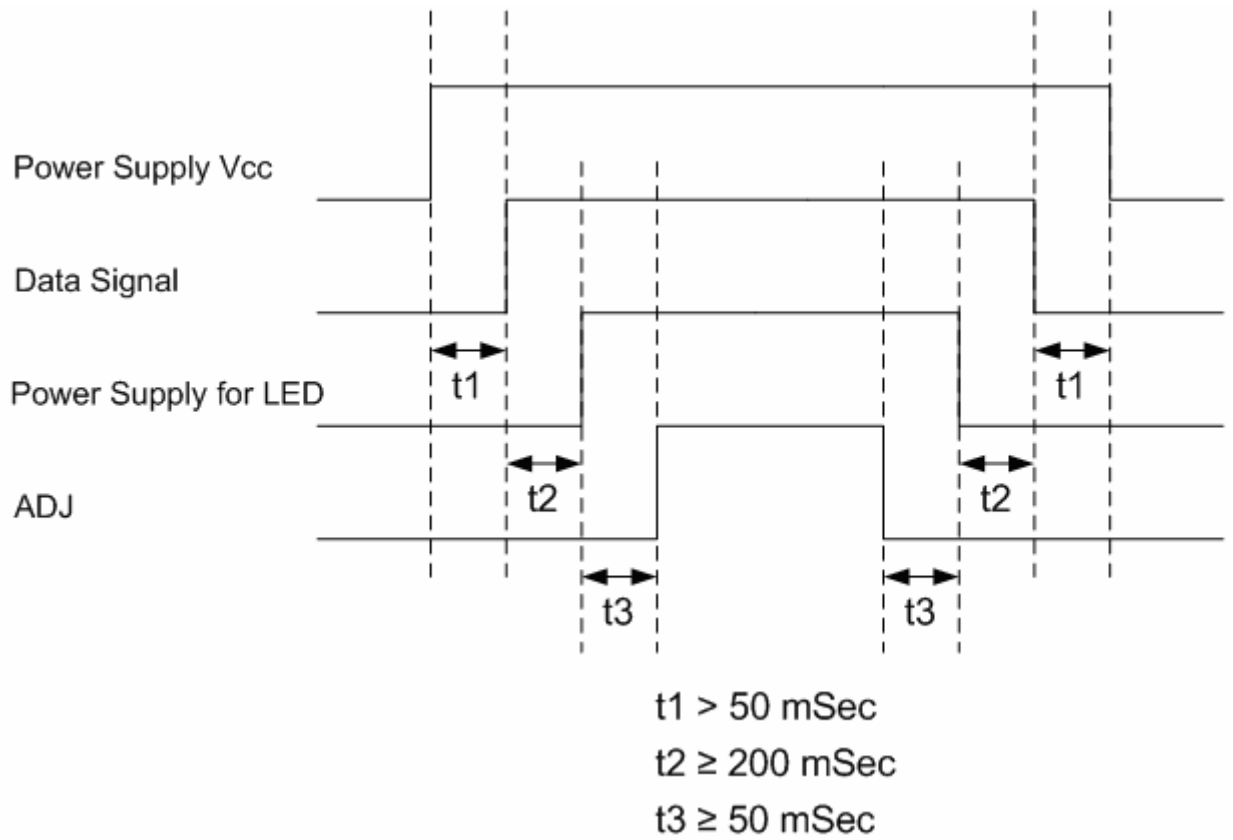 Power Supply Vcc
Data Signal
t1
t1
Power Supply for LED
t2
t2
ADJ
t3
t3
t1 > 50 mSec
t2 ≥ 200 mSec
t3 ≥ 50 mSec